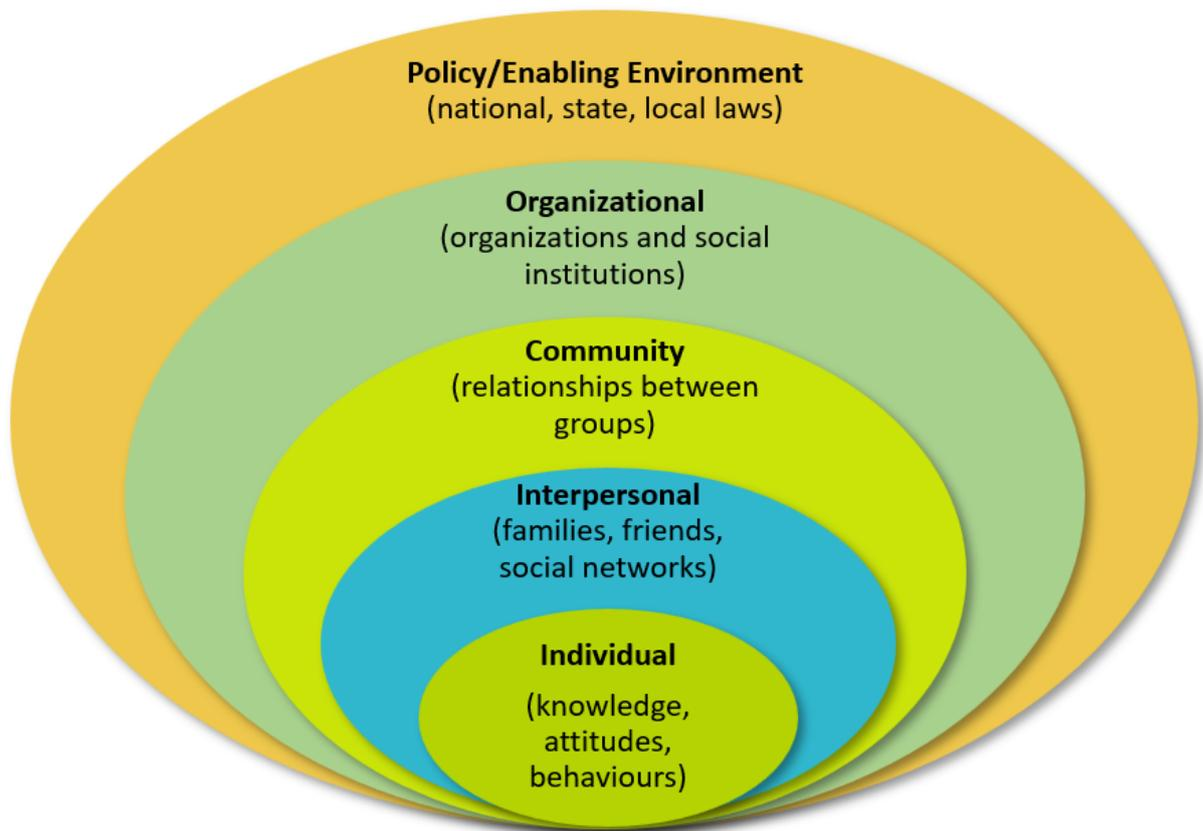 Policy/Enabling Environment
(national, state, local laws)
Organizational
(organizations and social
institutions)
Community
(relationships between
groups)
Interpersonal
(families, friends,
social networks)
Individual
(knowledge,
attitudes,
behaviours)